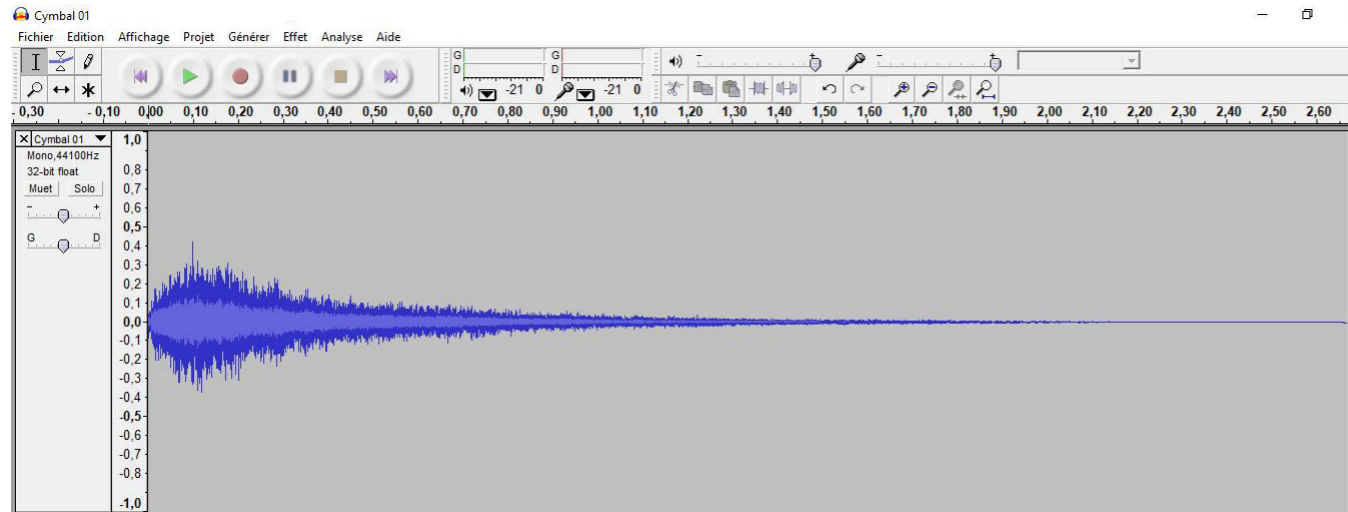 Cymbal 01
Fichier Edition Affichage Projet Générer Effet Analyse Aide
G G
D D
-21 0 -21 0
- 0,30 - 0,10 0,00 0,10 0,20 0,30 0,40 0,50 0,60 0,70 0,80 0,90 1,00 1,10 1,20 1,30 1,40 1,50 1,60 1,70 1,80 1,90 2,00 2,10 2,20 2,30 2,40 2,50 2,60
Cymbal 01
Mono,44100Hz
32-bit float
Muet Solo
- +
G D
1,0
0,8
0,7
0,6
0,5
0,4
0,3
0,2
0,1
0,0
-0,1
-0,2
-0,3
-0,4
-0,5
-0,6
-0,7
-0,8
-1,0